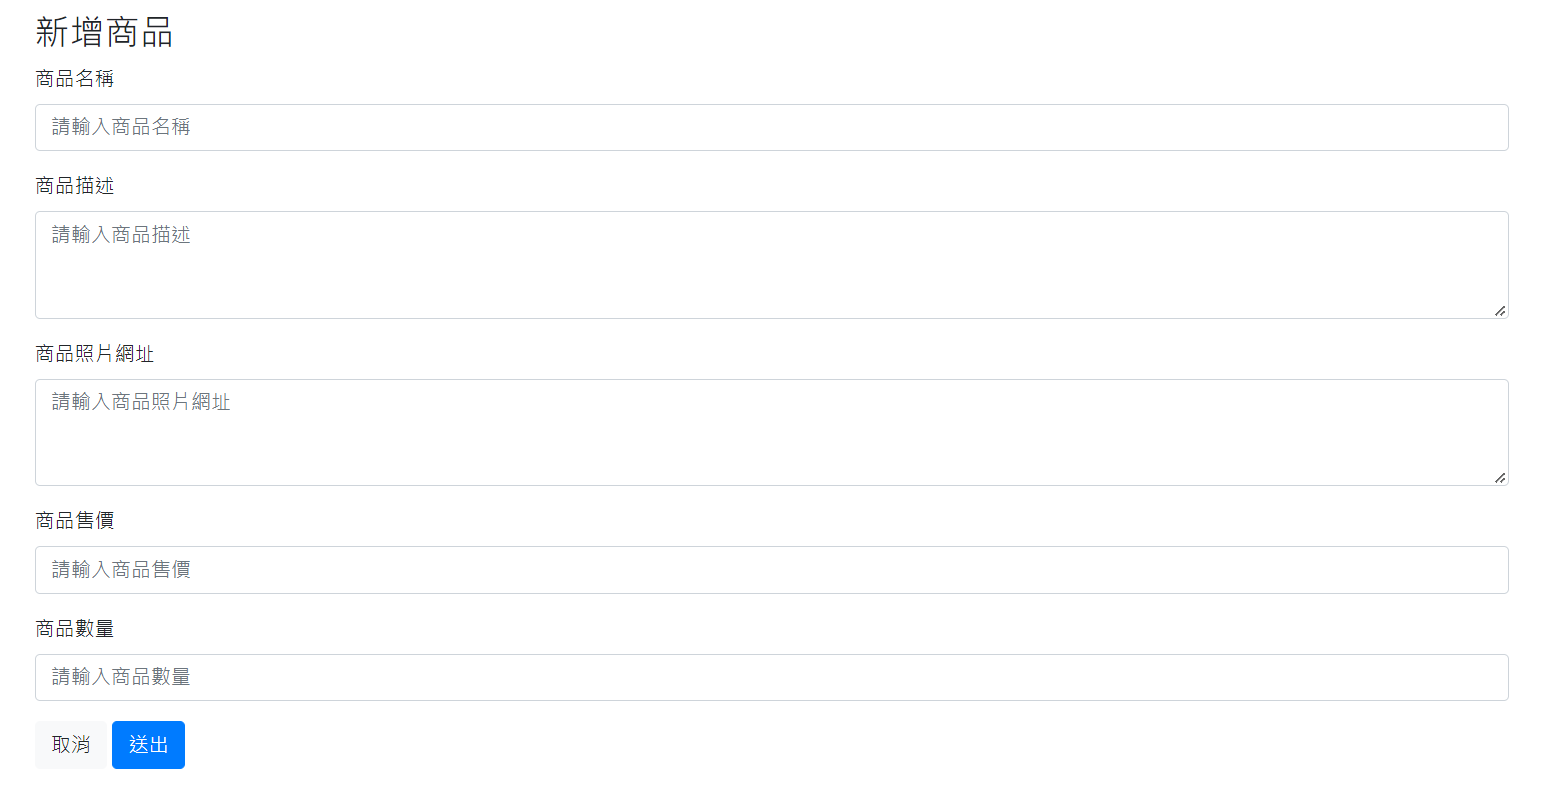 新增商品
商品名稱
請輸入商品名稱
商品描述
請輸入商品描述
商品照片網址
請輸入商品照片網址
商品售價
請輸入商品售價
商品數量
請輸入商品數量
取消 送出